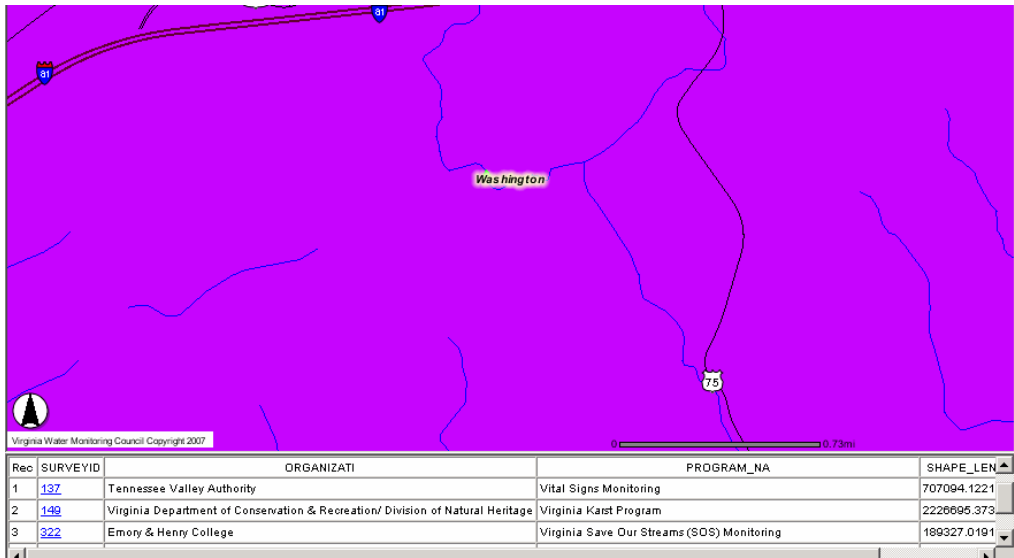 81
81
Washington
75
Virginia Water Monitoring Council Copyright 2007
0 0.73mi
Rec SURVEYID ORGANIZATI PROGRAM_NA SHAPE_LEN
1 137 Tennessee Valley Authority Vital Signs Monitoring 707094.1221
2 149 Virginia Department of Conservation & Recreation/ Division of Natural Heritage Virginia Karst Program 2226695.373
3 322 Emory & Henry College Virginia Save Our Streams (SOS) Monitoring 189327.0191